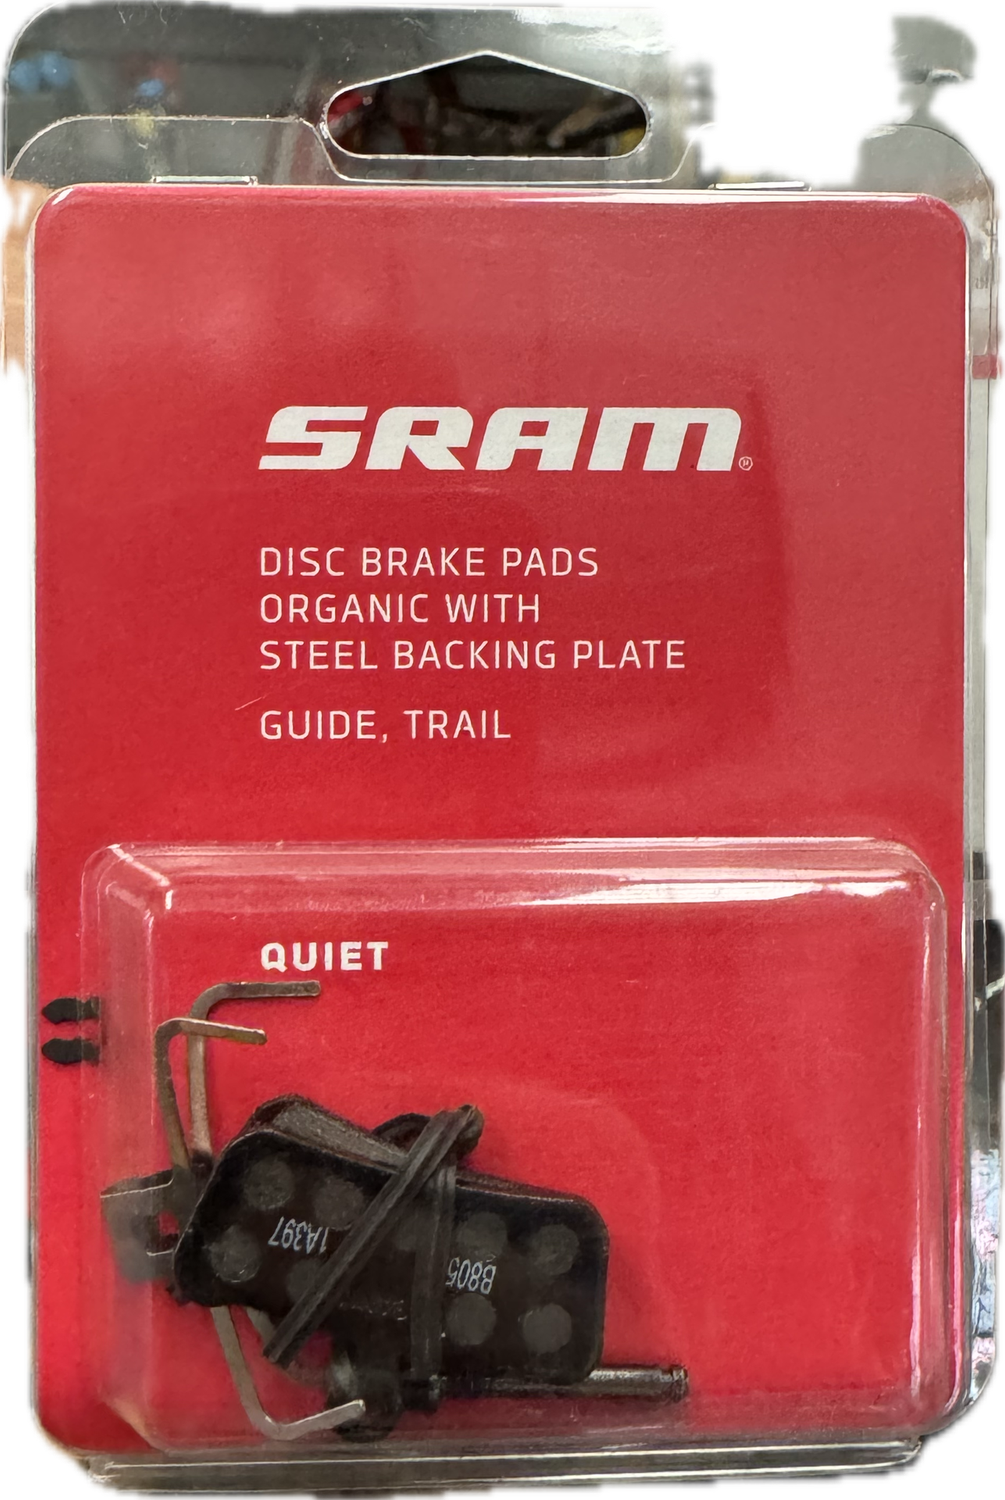 SRAM®
DISC BRAKE PADS
ORGANIC WITH
STEEL BACKING PLATE
GUIDE, TRAIL
QUIET
1A397
B805